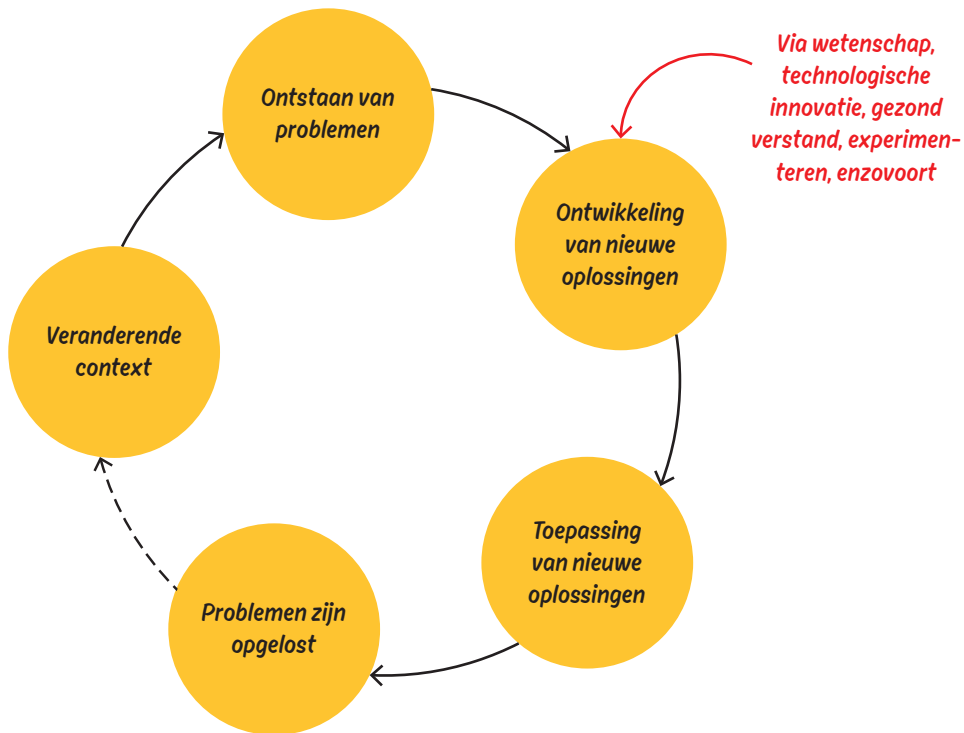 Ontstaan van
problemen
Via wetenschap,
technologische
innovatie, gezond
verstand, experimen-
teren, enzovoort
Ontwikkeling
van nieuwe
oplossingen
Toepassing
van nieuwe
oplossingen
Problemen zijn
opgelost
Veranderende
context